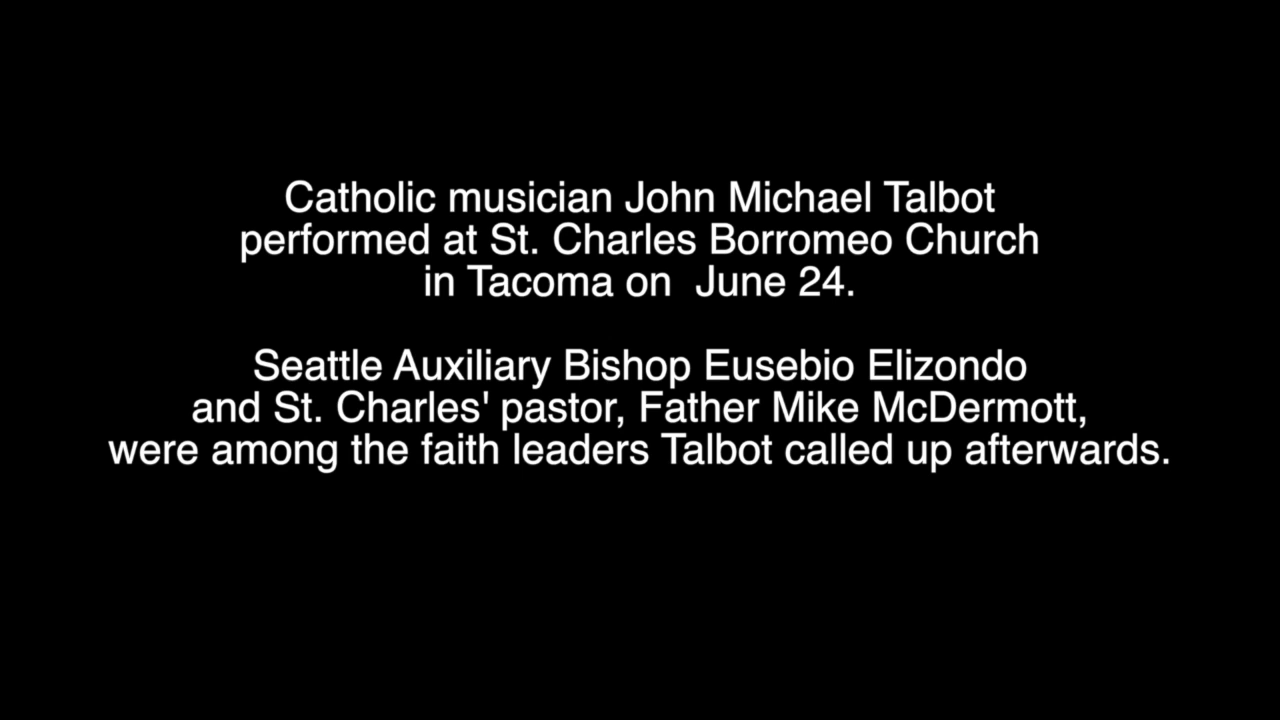 Catholic musician John Michael Talbot
performed at St. Charles Borromeo Church
in Tacoma on  June 24.
Seattle Auxiliary Bishop Eusebio Elizondo
and St. Charles' pastor, Father Mike McDermott,
were among the faith leaders Talbot called up afterwards.